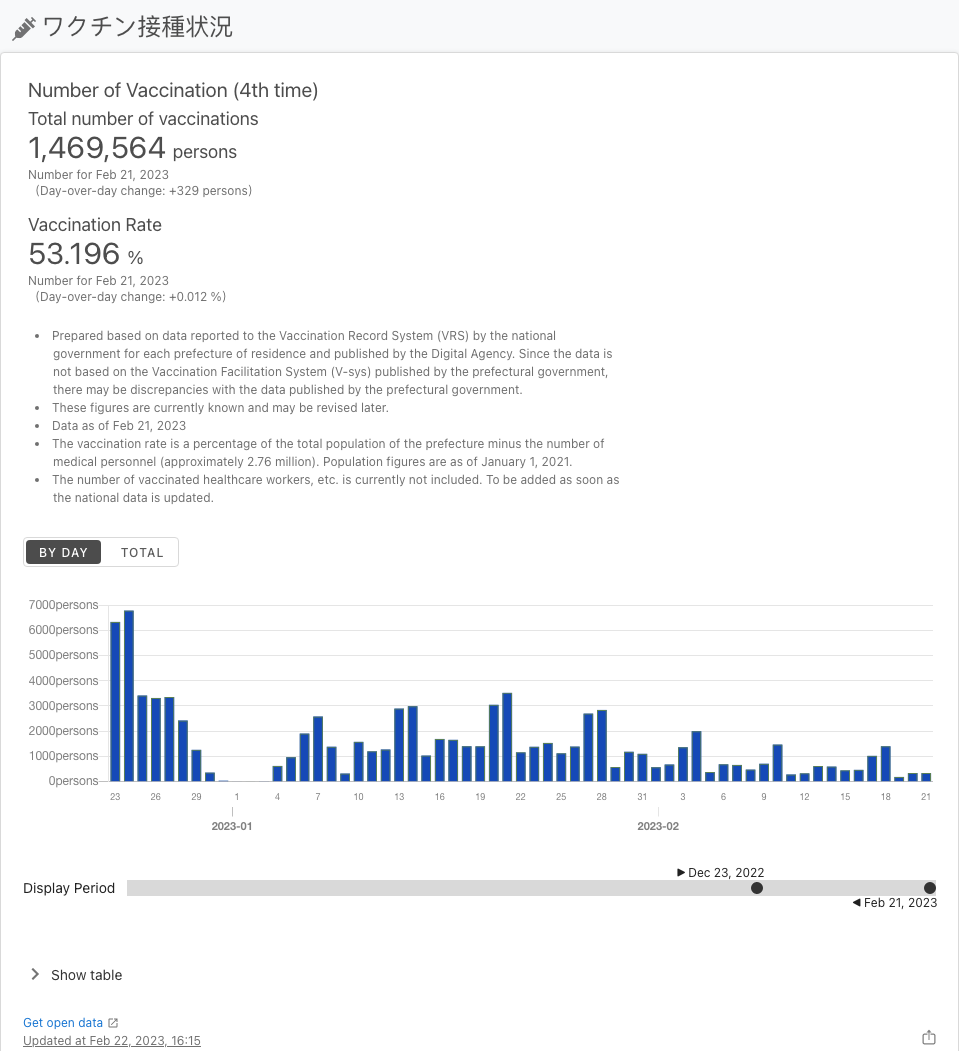 ワクチン接種状況
Number of Vaccination (4th time)
Total number of vaccinations
1,469,564 persons
Number for Feb 21, 2023
(Day-over-day change: +329 persons)
Vaccination Rate
53.196 %
Number for Feb 21, 2023
(Day-over-day change: +0.012 %)
• Prepared based on data reported to the Vaccination Record System (VRS) by the national
government for each prefecture of residence and published by the Digital Agency. Since the data is
not based on the Vaccination Facilitation System (V-sys) published by the prefectural government,
there may be discrepancies with the data published by the prefectural government.
• These figures are currently known and may be revised later.
• Data as of Feb 21, 2023
• The vaccination rate is a percentage of the total population of the prefecture minus the number of
medical personnel (approximately 2.76 million). Population figures are as of January 1, 2021.
• The number of vaccinated healthcare workers, etc. is currently not included. To be added as soon as
the national data is updated.
BY DAY TOTAL
7000persons
6000persons
5000persons
4000persons
3000persons
2000persons
1000persons
0persons
23 26 29 1 4 7 10 13 16 19 22 25 28 31 3 6 9 12 15 18 21
2023-01 2023-02
Dec 23, 2022
Display Period
Feb 21, 2023
Show table
Get open data
Updated at Feb 22, 2023, 16:15